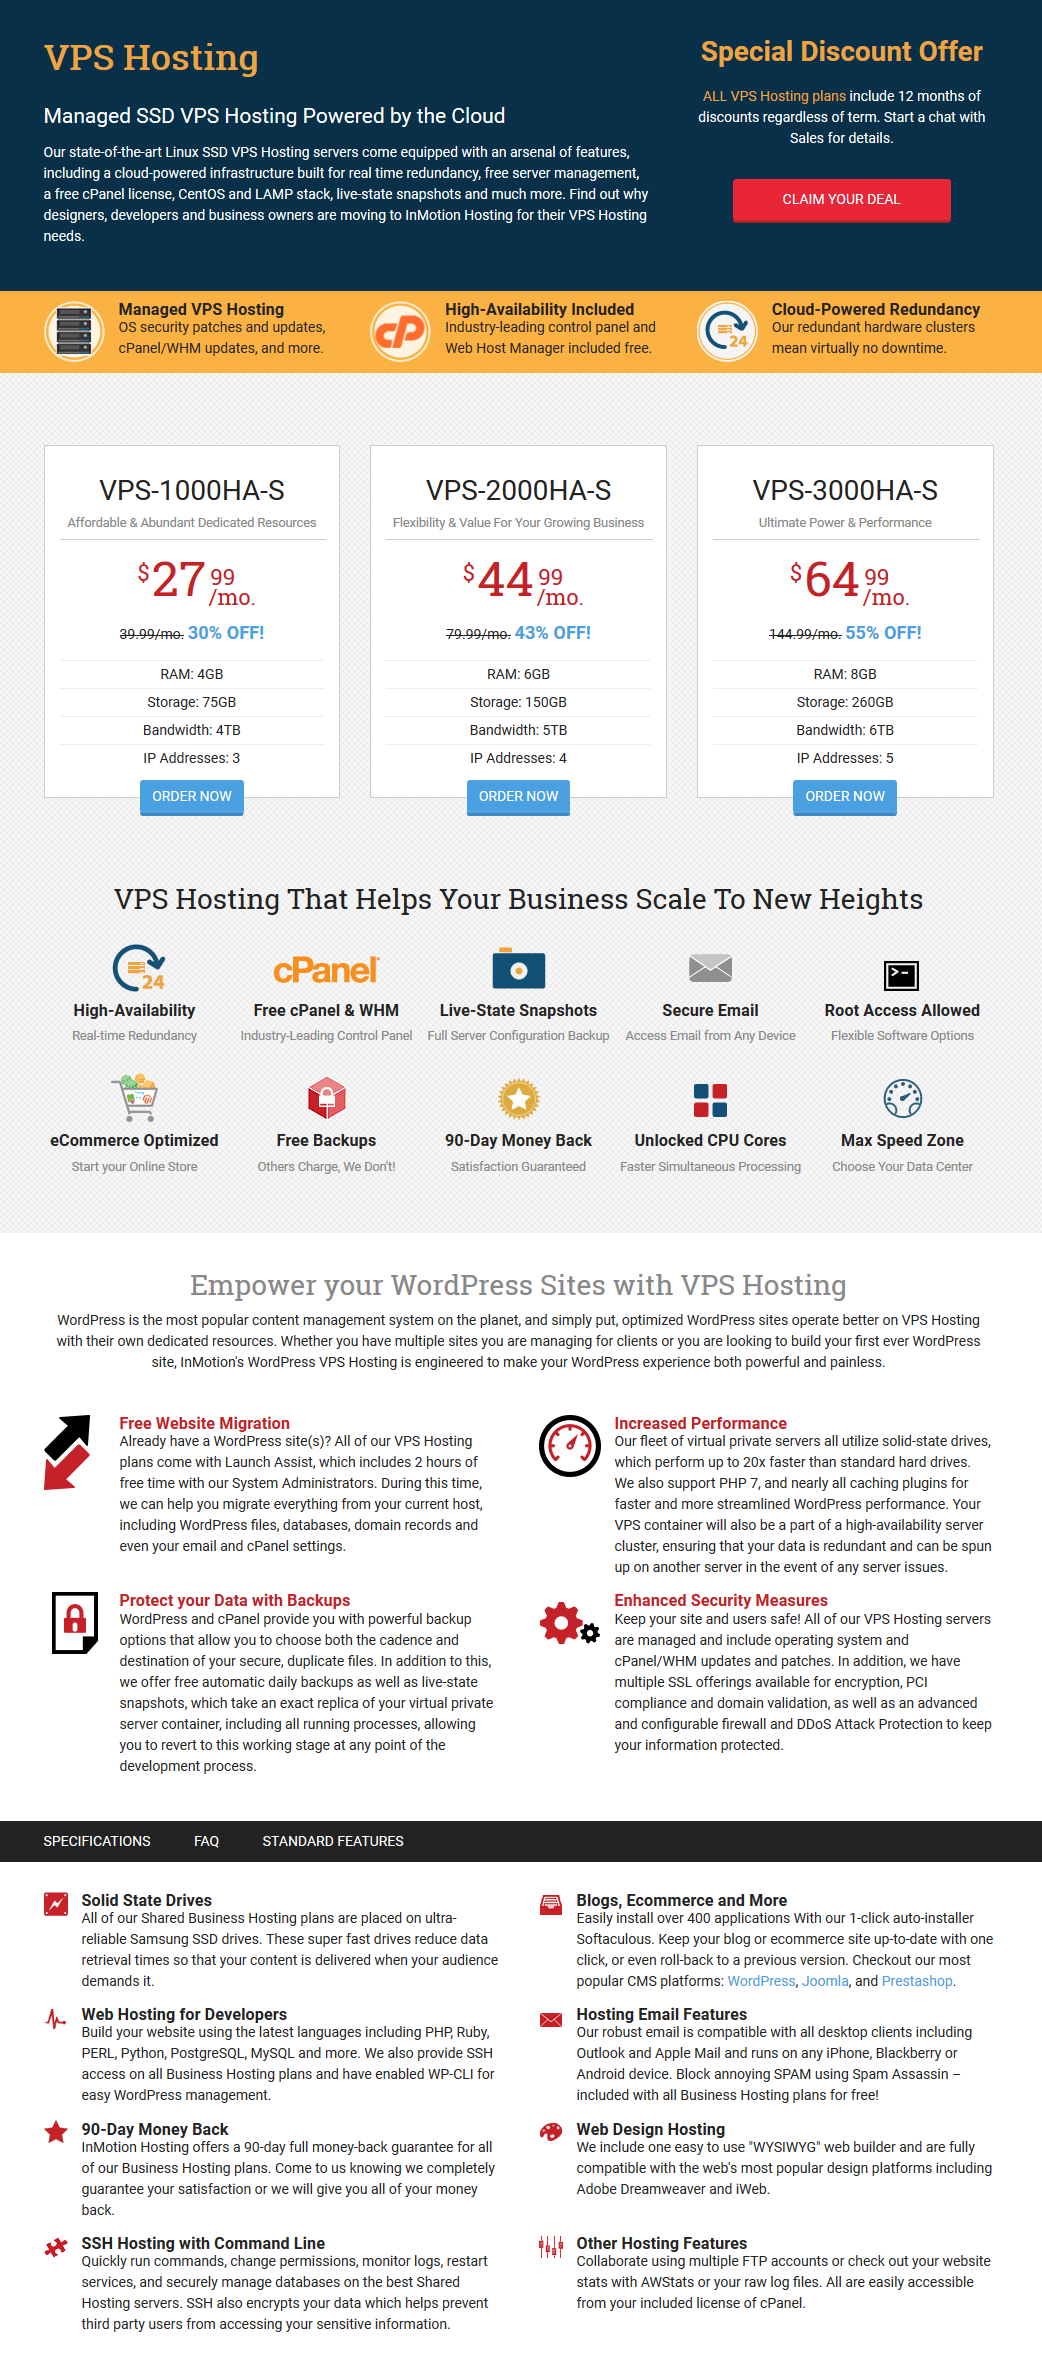 VPS Hosting
Managed SSD VPS Hosting Powered by the Cloud
Our state-of-the-art Linux SSD VPS Hosting servers come equipped with an arsenal of features,
including a cloud-powered infrastructure built for real time redundancy, free server management,
a free cPanel license, CentOS and LAMP stack, live-state snapshots and much more. Find out why
designers, developers and business owners are moving to InMotion Hosting for their VPS Hosting
needs.
Special Discount Offer
ALL VPS Hosting plans include 12 months of
discounts regardless of term. Start a chat with
Sales for details.
CLAIM YOUR DEAL
Managed VPS Hosting
OS security patches and updates,
cPanel/WHM updates, and more.
cP
High-Availability Included
Industry-leading control panel and
Web Host Manager included free.
24
Cloud-Powered Redundancy
Our redundant hardware clusters
mean virtually no downtime.
VPS-1000HA-S
Affordable & Abundant Dedicated Resources
$27 99 /mo.
39.99/mo. 30% OFF!
RAM: 4GB
Storage: 75GB
Bandwidth: 4TB
IP Addresses: 3
ORDER NOW
VPS-2000HA-S
Flexibility & Value For Your Growing Business
$44 99 /mo.
79.99/mo. 43% OFF!
RAM: 6GB
Storage: 150GB
Bandwidth: 5TB
IP Addresses: 4
ORDER NOW
VPS-3000HA-S
Ultimate Power & Performance
$64 99 /mo.
144.99/mo. 55% OFF!
RAM: 8GB
Storage: 260GB
Bandwidth: 6TB
IP Addresses: 5
ORDER NOW
VPS Hosting That Helps Your Business Scale To New Heights
24
High-Availability
Real-time Redundancy
cPanel
Free cPanel & WHM
Industry-Leading Control Panel
Live-State Snapshots
Full Server Configuration Backup
Secure Email
Access Email from Any Device
Root Access Allowed
Flexible Software Options
eCommerce Optimized
Start your Online Store
Free Backups
Others Charge, We Don't!
90-Day Money Back
Satisfaction Guaranteed
Unlocked CPU Cores
Faster Simultaneous Processing
Max Speed Zone
Choose Your Data Center
Empower your WordPress Sites with VPS Hosting
WordPress is the most popular content management system on the planet, and simply put, optimized WordPress sites operate better on VPS Hosting
with their own dedicated resources. Whether you have multiple sites you are managing for clients or you are looking to build your first ever WordPress
site, InMotion's WordPress VPS Hosting is engineered to make your WordPress experience both powerful and painless.
Free Website Migration
Already have a WordPress site(s)? All of our VPS Hosting
plans come with Launch Assist, which includes 2 hours of
free time with our System Administrators. During this time,
we can help you migrate everything from your current host,
including WordPress files, databases, domain records and
even your email and cPanel settings.
Increased Performance
Our fleet of virtual private servers all utilize solid-state drives,
which perform up to 20x faster than standard hard drives.
We also support PHP 7, and nearly all caching plugins for
faster and more streamlined WordPress performance. Your
VPS container will also be a part of a high-availability server
cluster, ensuring that your data is redundant and can be spun
up on another server in the event of any server issues.
Protect your Data with Backups
WordPress and cPanel provide you with powerful backup
options that allow you to choose both the cadence and
destination of your secure, duplicate files. In addition to this,
we offer free automatic daily backups as well as live-state
snapshots, which take an exact replica of your virtual private
server container, including all running processes, allowing
you to revert to this working stage at any point of the
development process.
Enhanced Security Measures
Keep your site and users safe! All of our VPS Hosting servers
are managed and include operating system and
cPanel/WHM updates and patches. In addition, we have
multiple SSL offerings available for encryption, PCI
compliance and domain validation, as well as an advanced
and configurable firewall and DDoS Attack Protection to keep
your information protected.
SPECIFICATIONS FAQ STANDARD FEATURES
Solid State Drives
All of our Shared Business Hosting plans are placed on ultra-
reliable Samsung SSD drives. These super fast drives reduce data
retrieval times so that your content is delivered when your audience
demands it.
Blogs, Ecommerce and More
Easily install over 400 applications With our 1-click auto-installer
Softaculous. Keep your blog or ecommerce site up-to-date with one
click, or even roll-back to a previous version. Checkout our most
popular CMS platforms: WordPress, Joomla, and Prestashop.
Web Hosting for Developers
Build your website using the latest languages including PHP, Ruby,
PERL, Python, PostgreSQL, MySQL and more. We also provide SSH
access on all Business Hosting plans and have enabled WP-CLI for
easy WordPress management.
Hosting Email Features
Our robust email is compatible with all desktop clients including
Outlook and Apple Mail and runs on any iPhone, Blackberry or
Android device. Block annoying SPAM using Spam Assassin –
included with all Business Hosting plans for free!
90-Day Money Back
InMotion Hosting offers a 90-day full money-back guarantee for all
of our Business Hosting plans. Come to us knowing we completely
guarantee your satisfaction or we will give you all of your money
back.
Web Design Hosting
We include one easy to use "WYSIWYG" web builder and are fully
compatible with the web's most popular design platforms including
Adobe Dreamweaver and iWeb.
SSH Hosting with Command Line
Quickly run commands, change permissions, monitor logs, restart
services, and securely manage databases on the best Shared
Hosting servers. SSH also encrypts your data which helps prevent
third party users from accessing your sensitive information.
Other Hosting Features
Collaborate using multiple FTP accounts or check out your website
stats with AWStats or your raw log files. All are easily accessible
from your included license of cPanel.